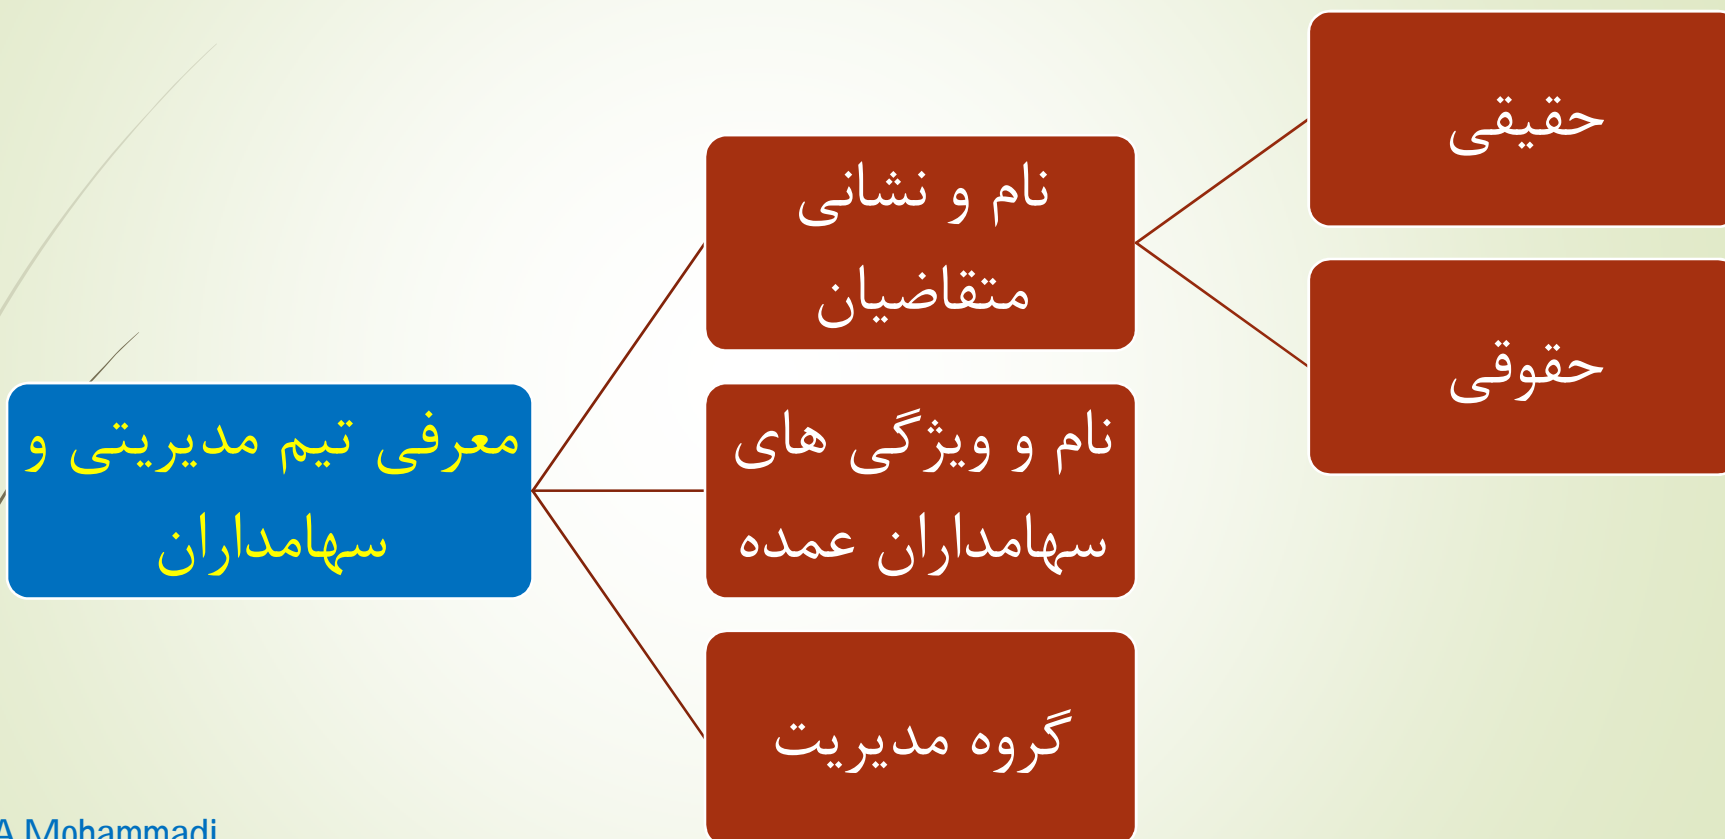 معرفی تیم مدیریتی و
سهامداران
نام و نشانی
متقاضیان
حقیقی
حقوقی
نام و ویژگی های
سهامداران عمده
گروه مدیریت
A.Mohammadi